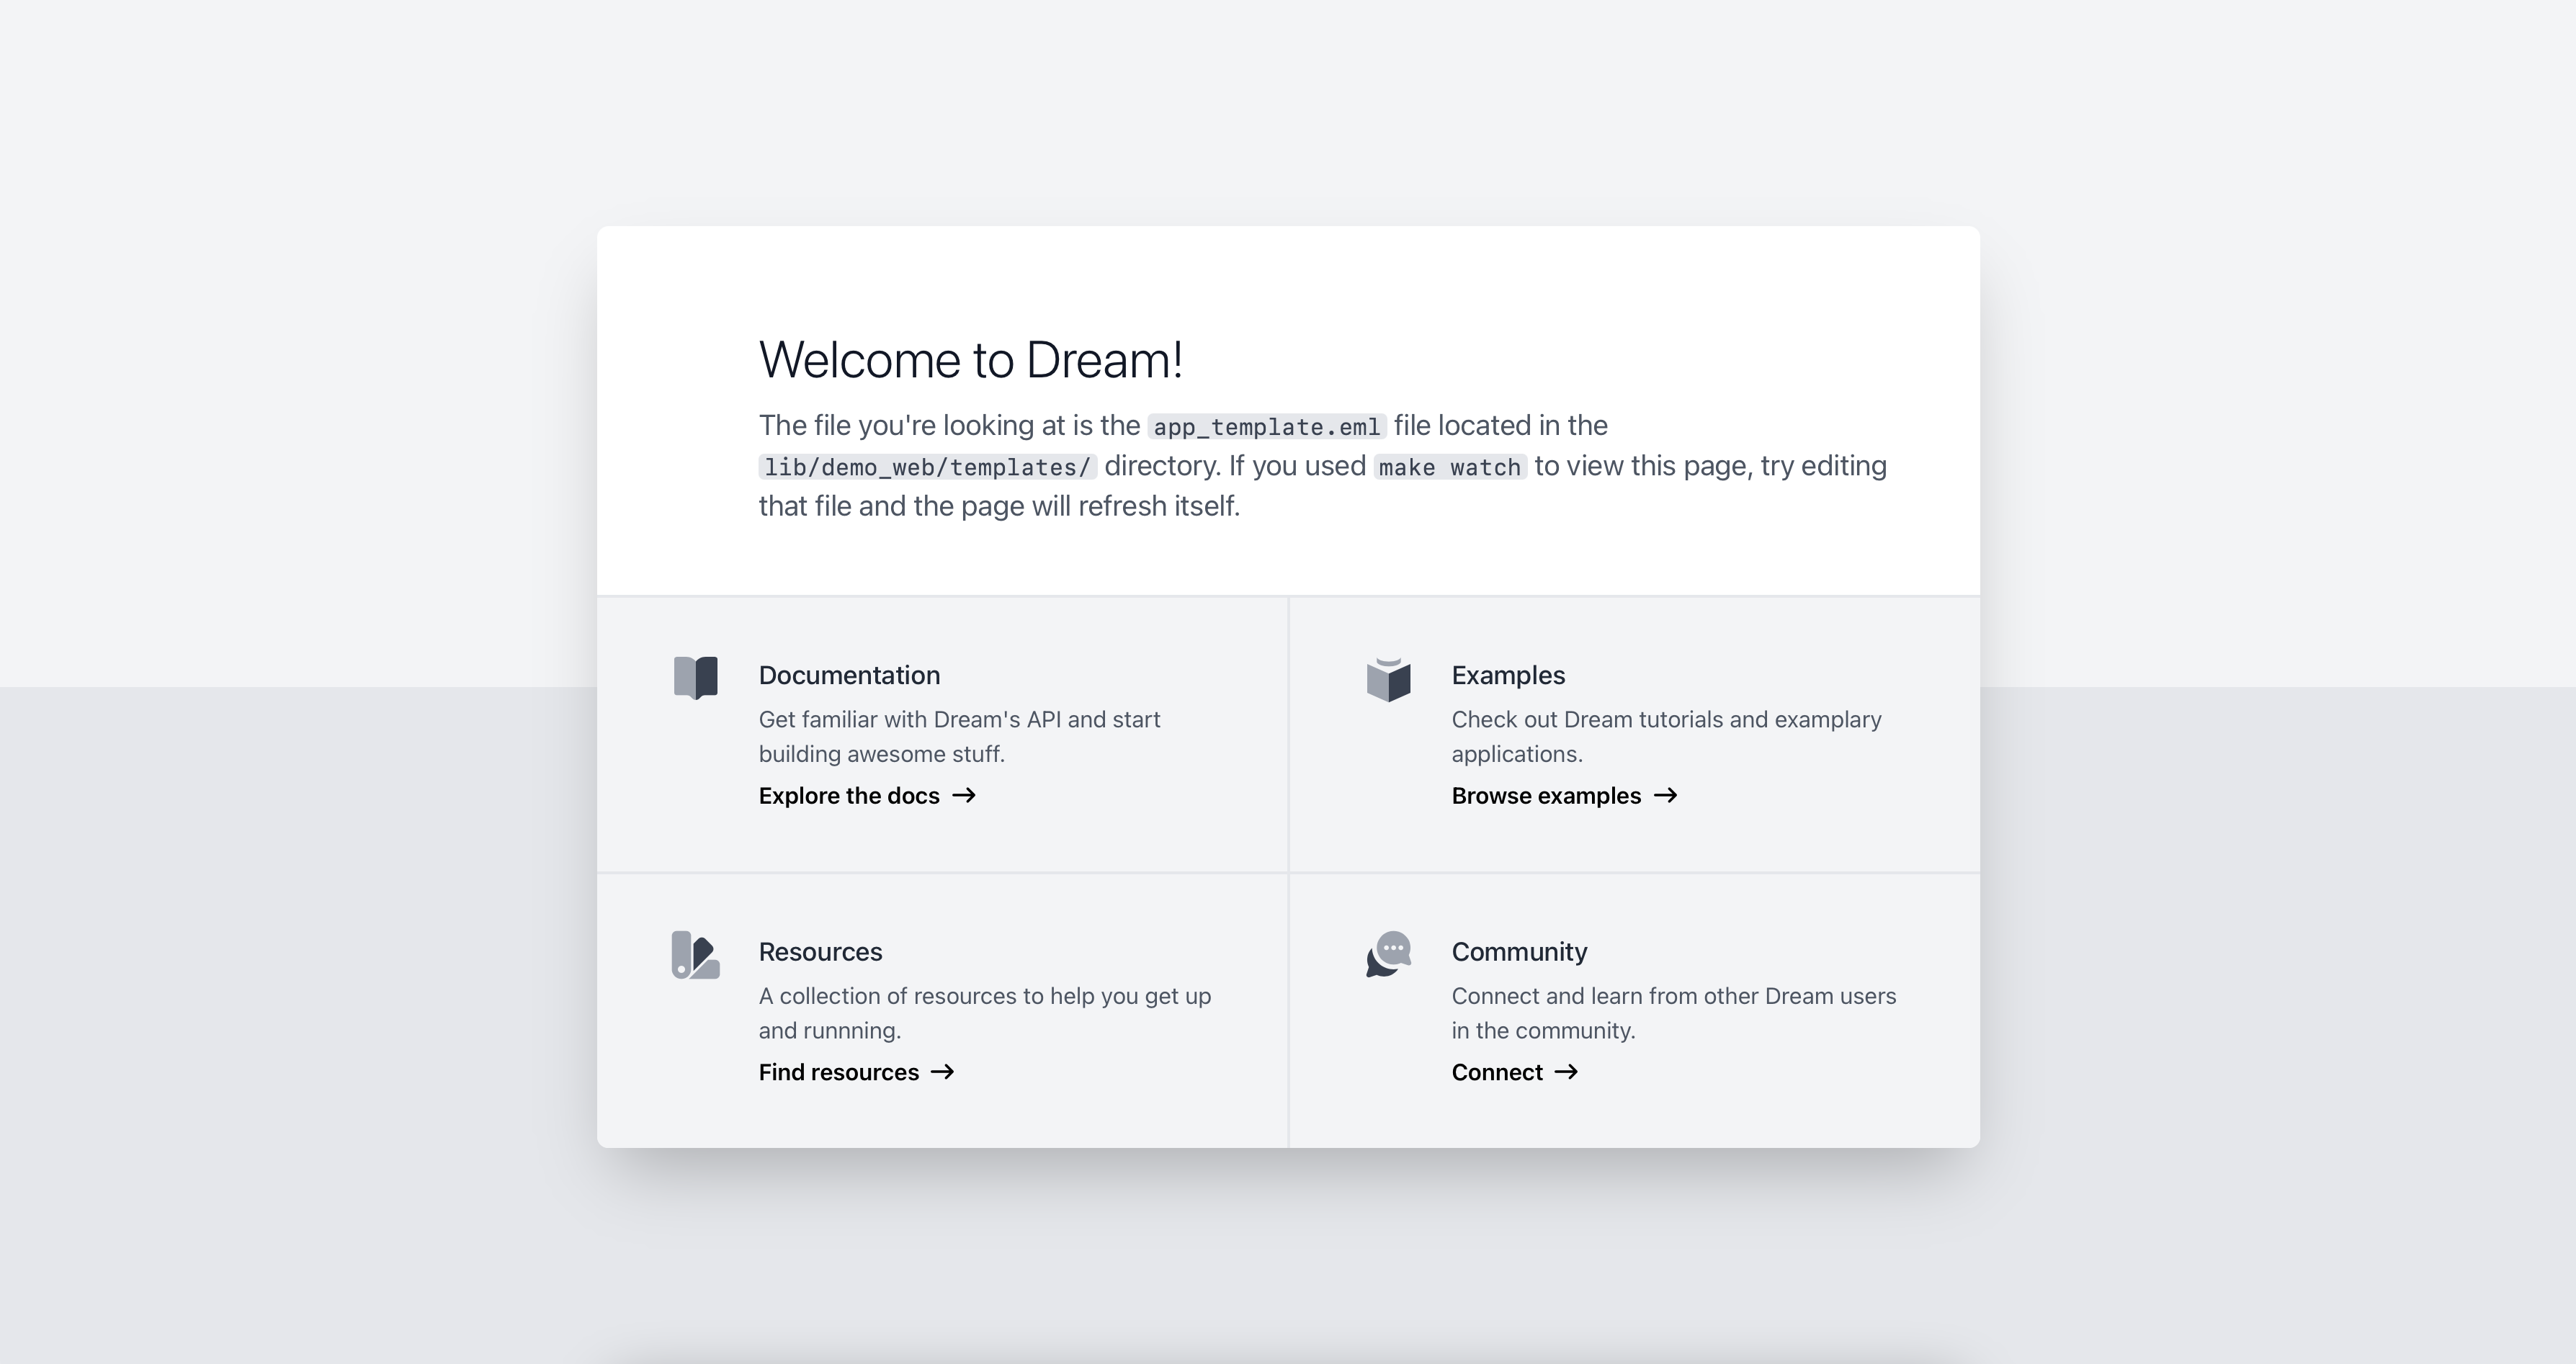 Welcome to Dream!
The file you're looking at is the app_template.eml file located in the
lib/demo_web/templates/ directory. If you used make watch to view this page, try editing
that file and the page will refresh itself.
Documentation
Get familiar with Dream's API and start
building awesome stuff.
Explore the docs →
Examples
Check out Dream tutorials and examplary
applications.
Browse examples →
Resources
A collection of resources to help you get up
and runnning.
Find resources →
Community
Connect and learn from other Dream users
in the community.
Connect →